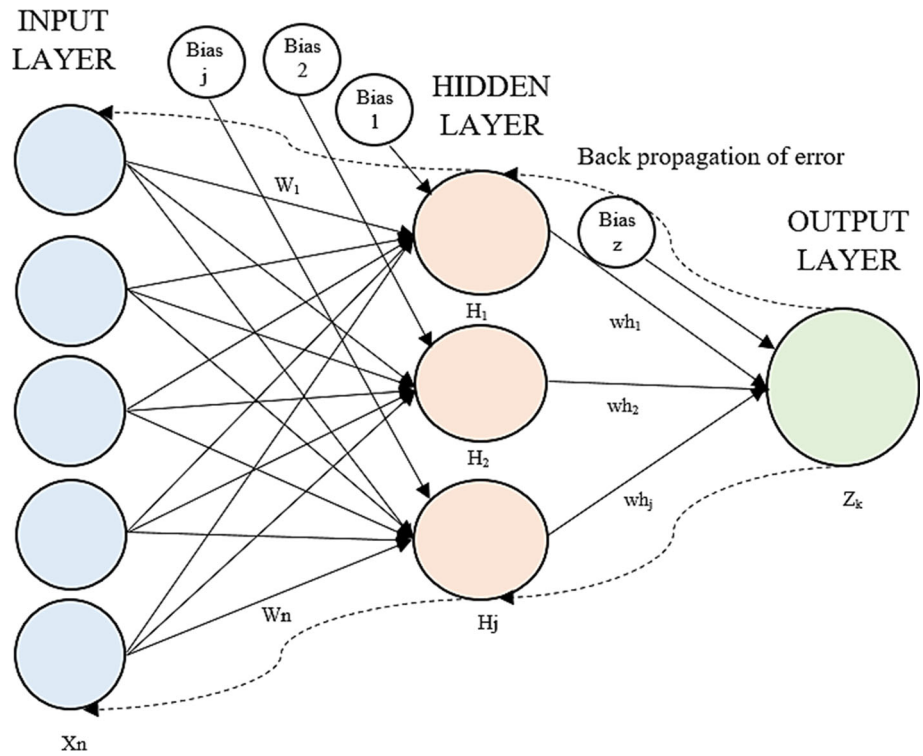 INPUT
LAYER
Bias
j
Bias
2
Bias
1
HIDDEN
LAYER
Back propagation of error
Bias
z
OUTPUT
LAYER
W₁
H₁
wh₁
wh₂
H₂
whⱼ
Zₖ
Wn
Hj
Xn